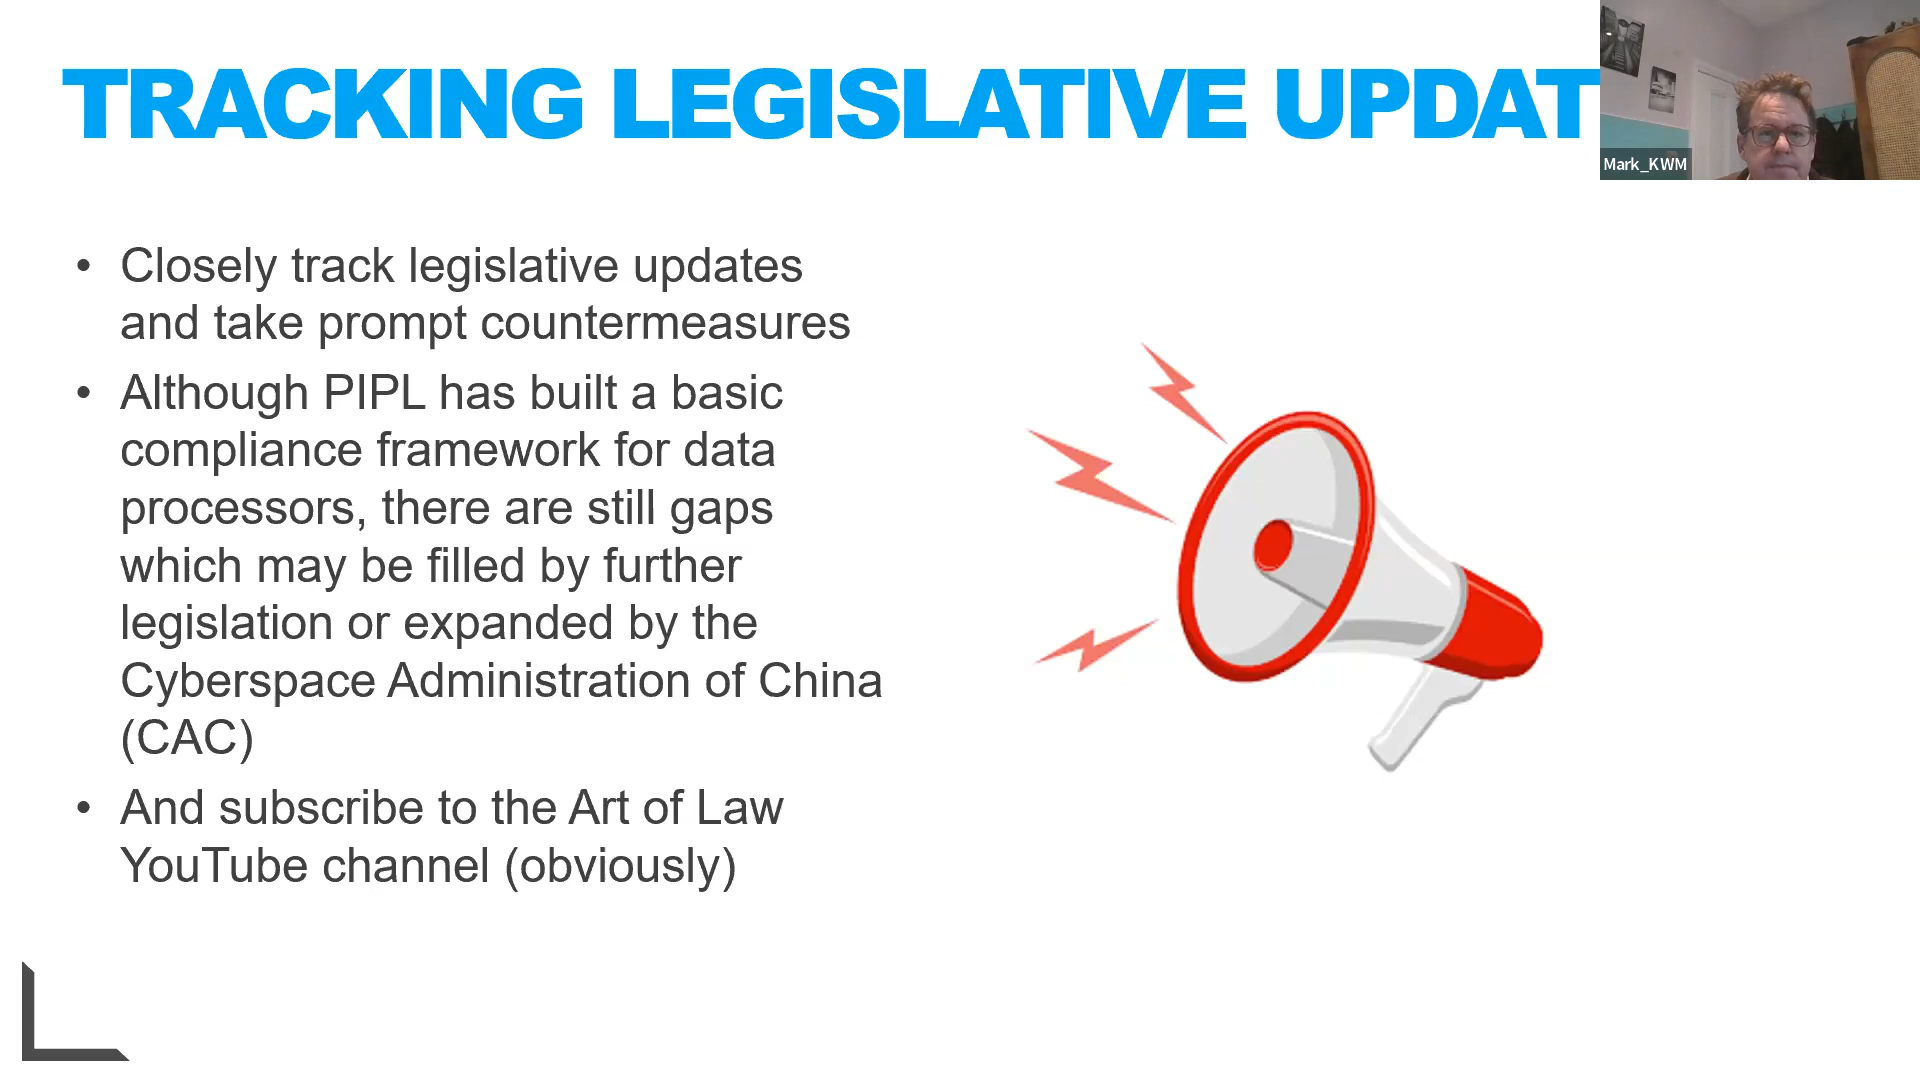 TRACKING LEGISLATIVE UPDAT
Mark_KWM
• Closely track legislative updates
and take prompt countermeasures
• Although PIPL has built a basic
compliance framework for data
processors, there are still gaps
which may be filled by further
legislation or expanded by the
Cyberspace Administration of China
(CAC)
• And subscribe to the Art of Law
YouTube channel (obviously)